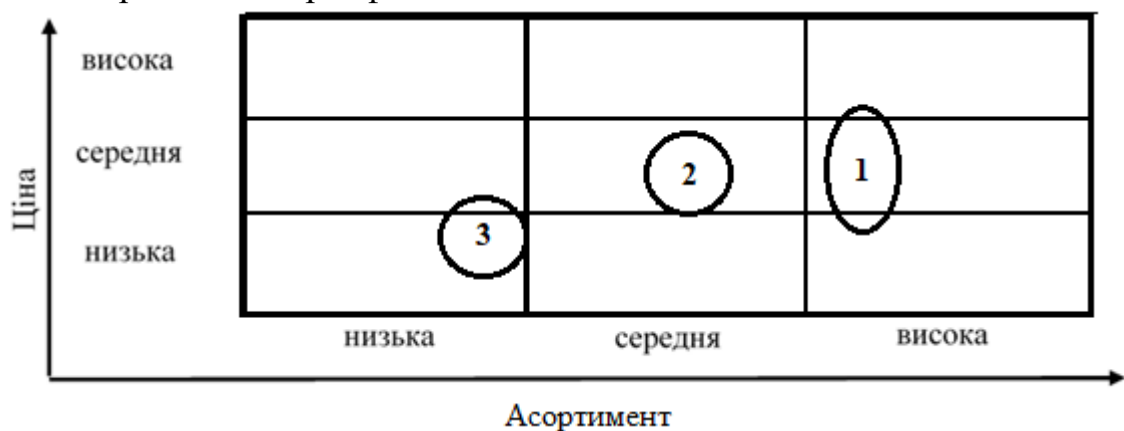 висока
середня
низька
Ціна
1
2
3
низька
середня
висока
Асортимент